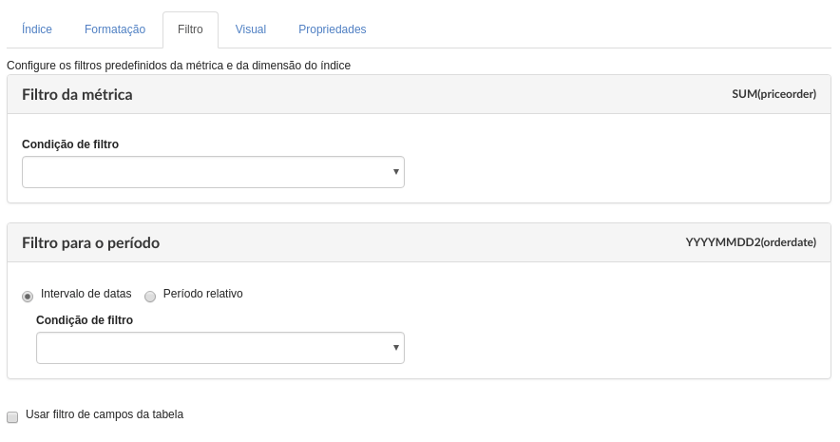 Índice Formatação Filtro Visual Propriedades
Configure os filtros predefinidos da métrica e da dimensão do índice
Filtro da métrica SUM(priceorder)
Condição de filtro
Filtro para o período YYYYMMDD2(orderdate)
Intervalo de datas Período relativo
Condição de filtro
Usar filtro de campos da tabela